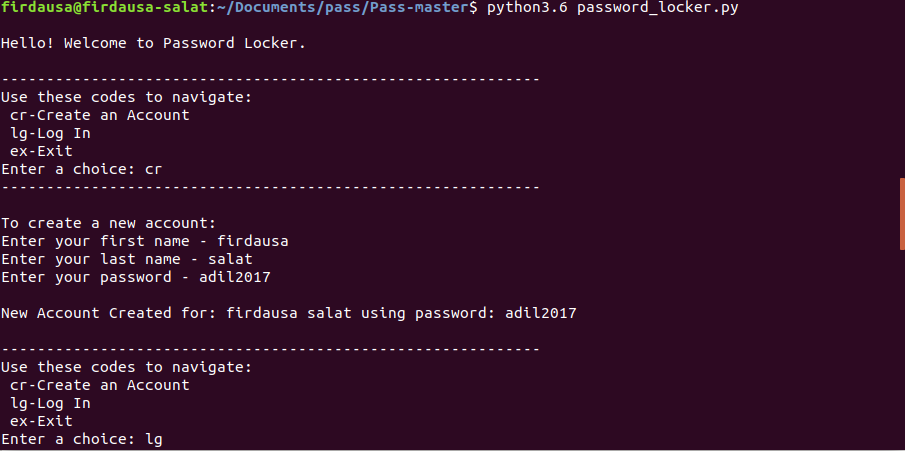 firdausa@firdausa-salat:~/Documents/pass/Pass-master$ python3.6 password_locker.py
Hello! Welcome to Password Locker.
------------------------------------------------------------
Use these codes to navigate:
 cr-Create an Account
 lg-Log In
 ex-Exit
Enter a choice: cr
------------------------------------------------------------
To create a new account:
Enter your first name - firdausa
Enter your last name - salat
Enter your password - adil2017
New Account Created for: firdausa salat using password: adil2017
------------------------------------------------------------
Use these codes to navigate:
 cr-Create an Account
 lg-Log In
 ex-Exit
Enter a choice: lg